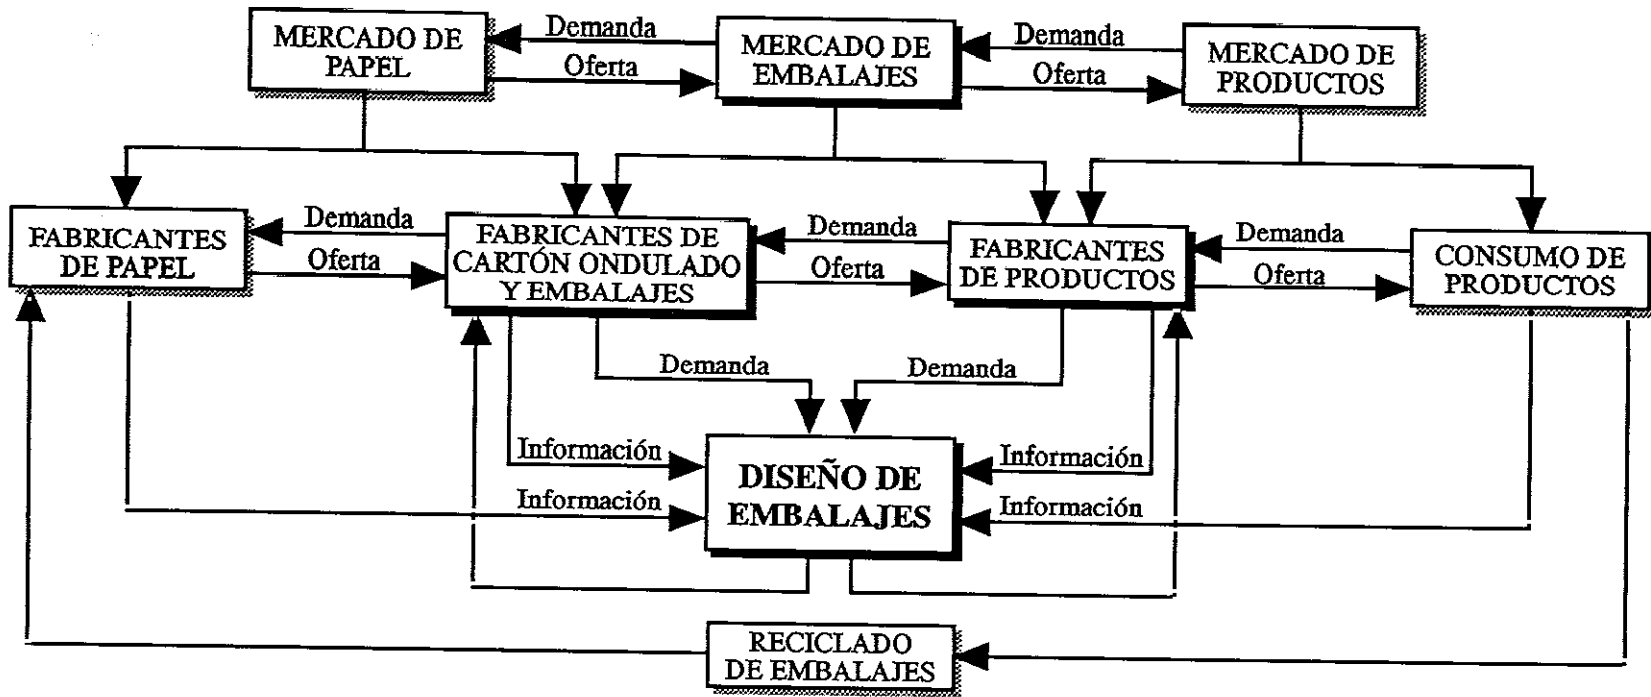 MERCADO DE
PAPEL
Demanda
Oferta
MERCADO DE
EMBALAJES
Demanda
Oferta
MERCADO DE
PRODUCTOS
FABRICANTES
DE PAPEL
Demanda
Oferta
FABRICANTES DE
CARTÓN ONDULADO
Y EMBALAJES
Demanda
Oferta
FABRICANTES
DE PRODUCTOS
Demanda
Oferta
CONSUMO DE
PRODUCTOS
Demanda
Demanda
Información
Información
DISEÑO DE
EMBALAJES
Información
Información
RECICLADO
DE EMBALAJES